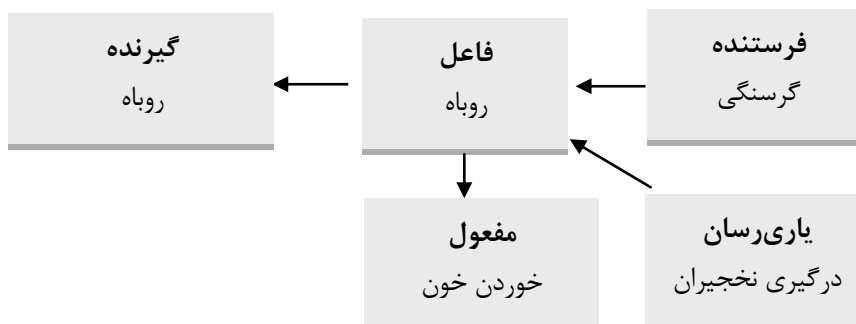 فرستنده
گرسنگی
فاعل
روباه
گیرنده
روباه
یاری‌رسان
درگیری نخجیران
مفعول
خوردن خون